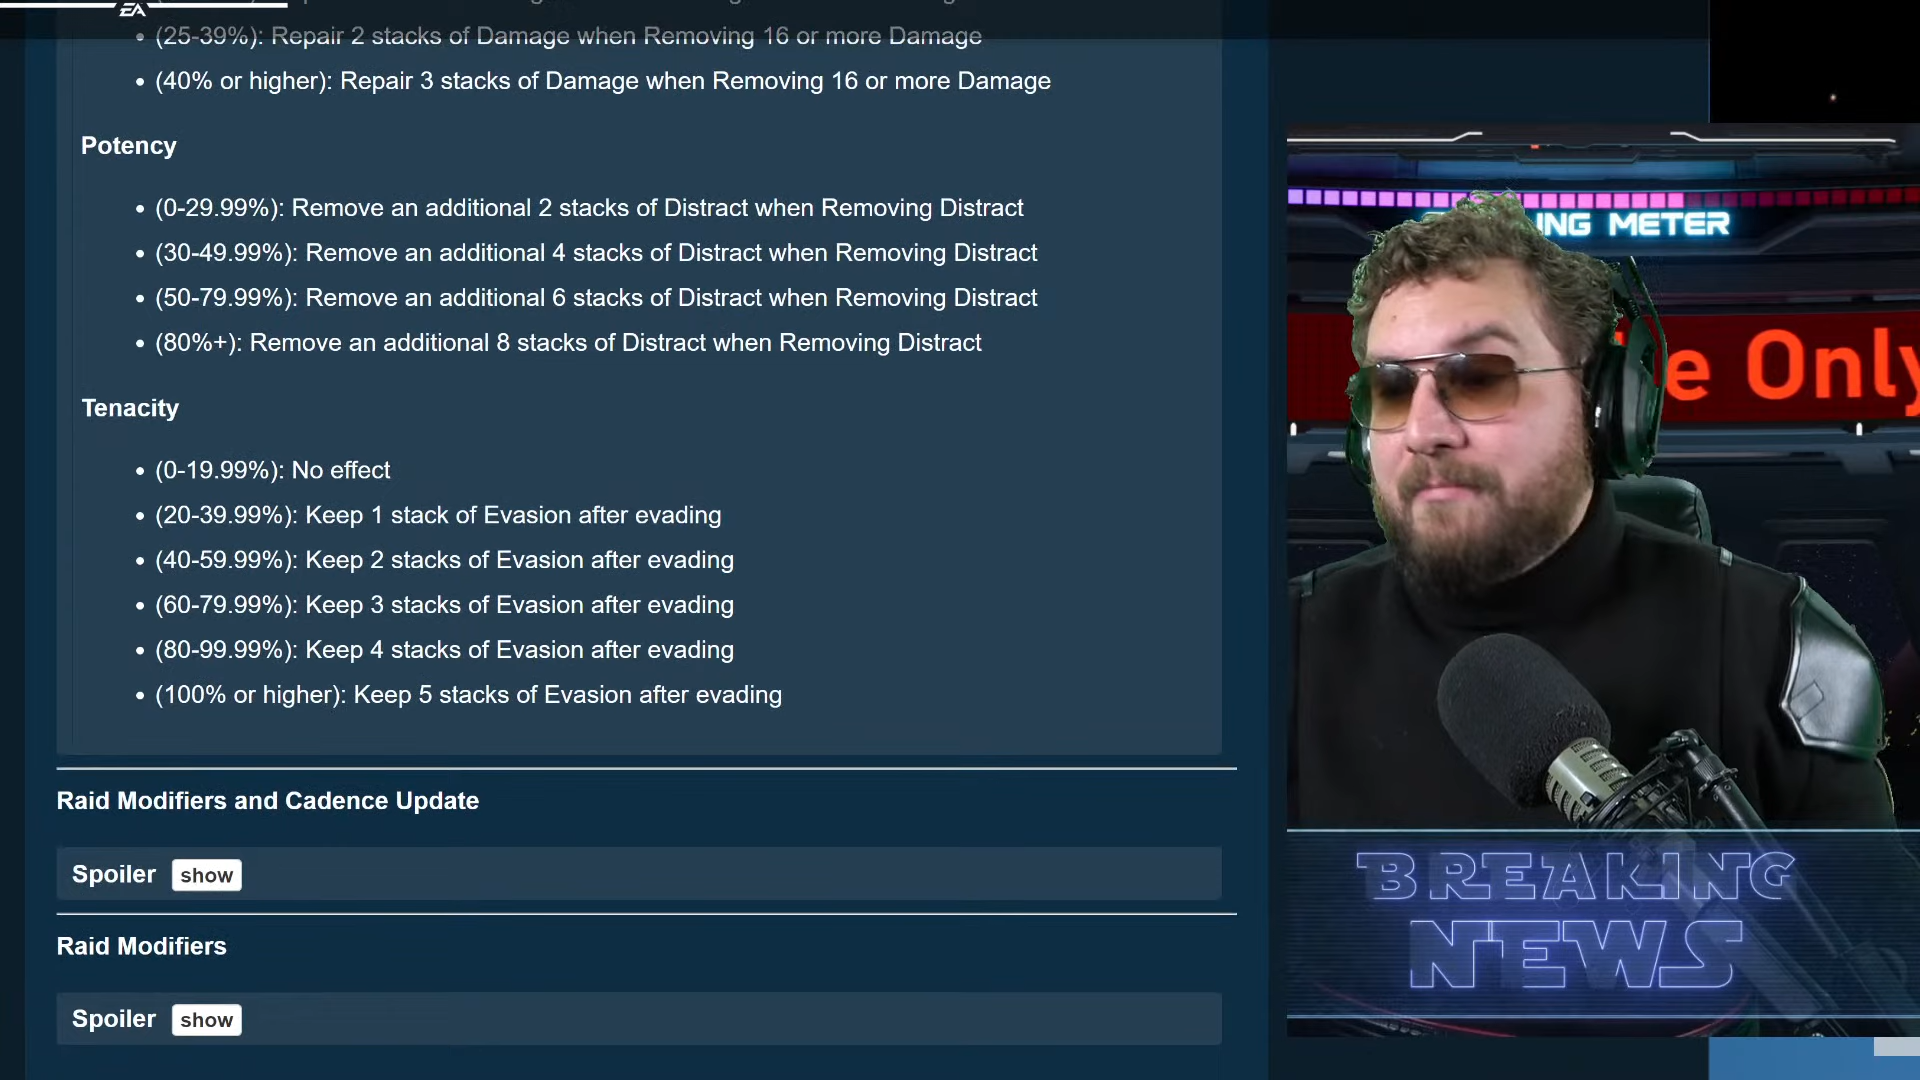 EA
(25-39%): Repair 2 stacks of Damage when Removing 16 or more Damage
(40% or higher): Repair 3 stacks of Damage when Removing 16 or more Damage
Potency
(0-29.99%): Remove an additional 2 stacks of Distract when Removing Distract
(30-49.99%): Remove an additional 4 stacks of Distract when Removing Distract
(50-79.99%): Remove an additional 6 stacks of Distract when Removing Distract
(80%+): Remove an additional 8 stacks of Distract when Removing Distract
Tenacity
(0-19.99%): No effect
(20-39.99%): Keep 1 stack of Evasion after evading
(40-59.99%): Keep 2 stacks of Evasion after evading
(60-79.99%): Keep 3 stacks of Evasion after evading
(80-99.99%): Keep 4 stacks of Evasion after evading
(100% or higher): Keep 5 stacks of Evasion after evading
Raid Modifiers and Cadence Update
Spoiler show
Raid Modifiers
Spoiler show
ING METER
e Only
BREAKING
NEWS